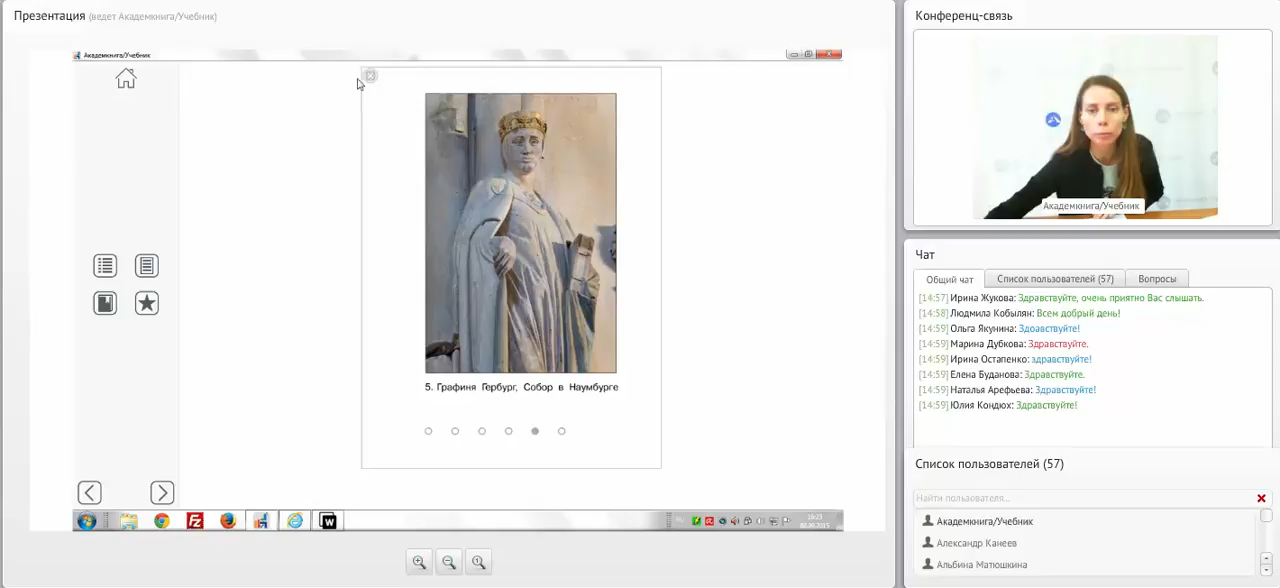 Презентация (ведет Академкнига/Учебник)
Академкнига/Учебник
5. Графиня Гербург, Собор в Наумбурге
Конференц-связь
Академкнига/Учебник
Чат
Общий чат
Список пользователей (57)
Вопросы
[14:57] Ирина Жукова: Здравствуйте, очень приятно Вас слышать.
[14:58] Людмила Кобылян: Всем добрый день!
[14:59] Ольга Якунина: Здоавствуйте!
[14:59] Марина Дубкова: Здравствуйте.
[14:59] Ирина Остапенко: здравствуйте!
[14:59] Елена Буданова: Здравствуйте.
[14:59] Наталья Арефьева: Здравствуйте!
[14:59] Юлия Кондюх: Здравствуйте!
Список пользователей (57)
Найти пользователя...
Академкнига/Учебник
Александр Канеев
Альбина Матюшкина